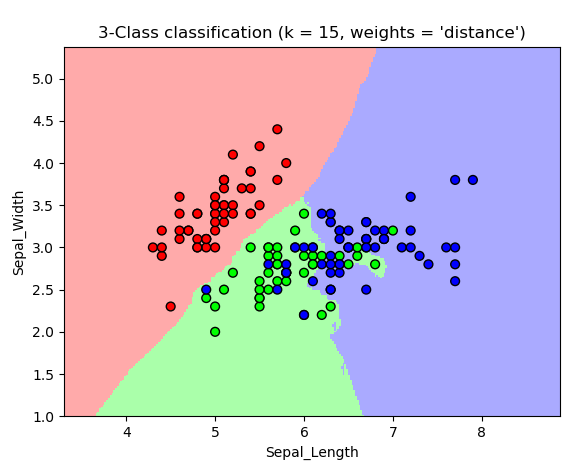 3-Class classification (k = 15, weights = 'distance')
Sepal_Width
5.0
4.5
4.0
3.5
3.0
2.5
2.0
1.5
1.0
4 5 6 7 8
Sepal_Length